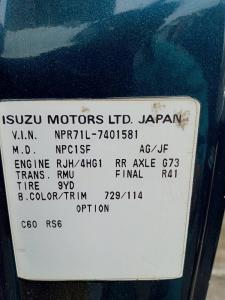 ISUZU MOTORS LTD. JAPAN
V.I.N. NPR71L-7401581
M.D. NPC1SF AG/JF
ENGINE RJH/4HG1 RR AXLE G73
TRANS. RMU FINAL R41
TIRE 9YD
B.COLOR/TRIM 729/114
OPTION
C60 RS6